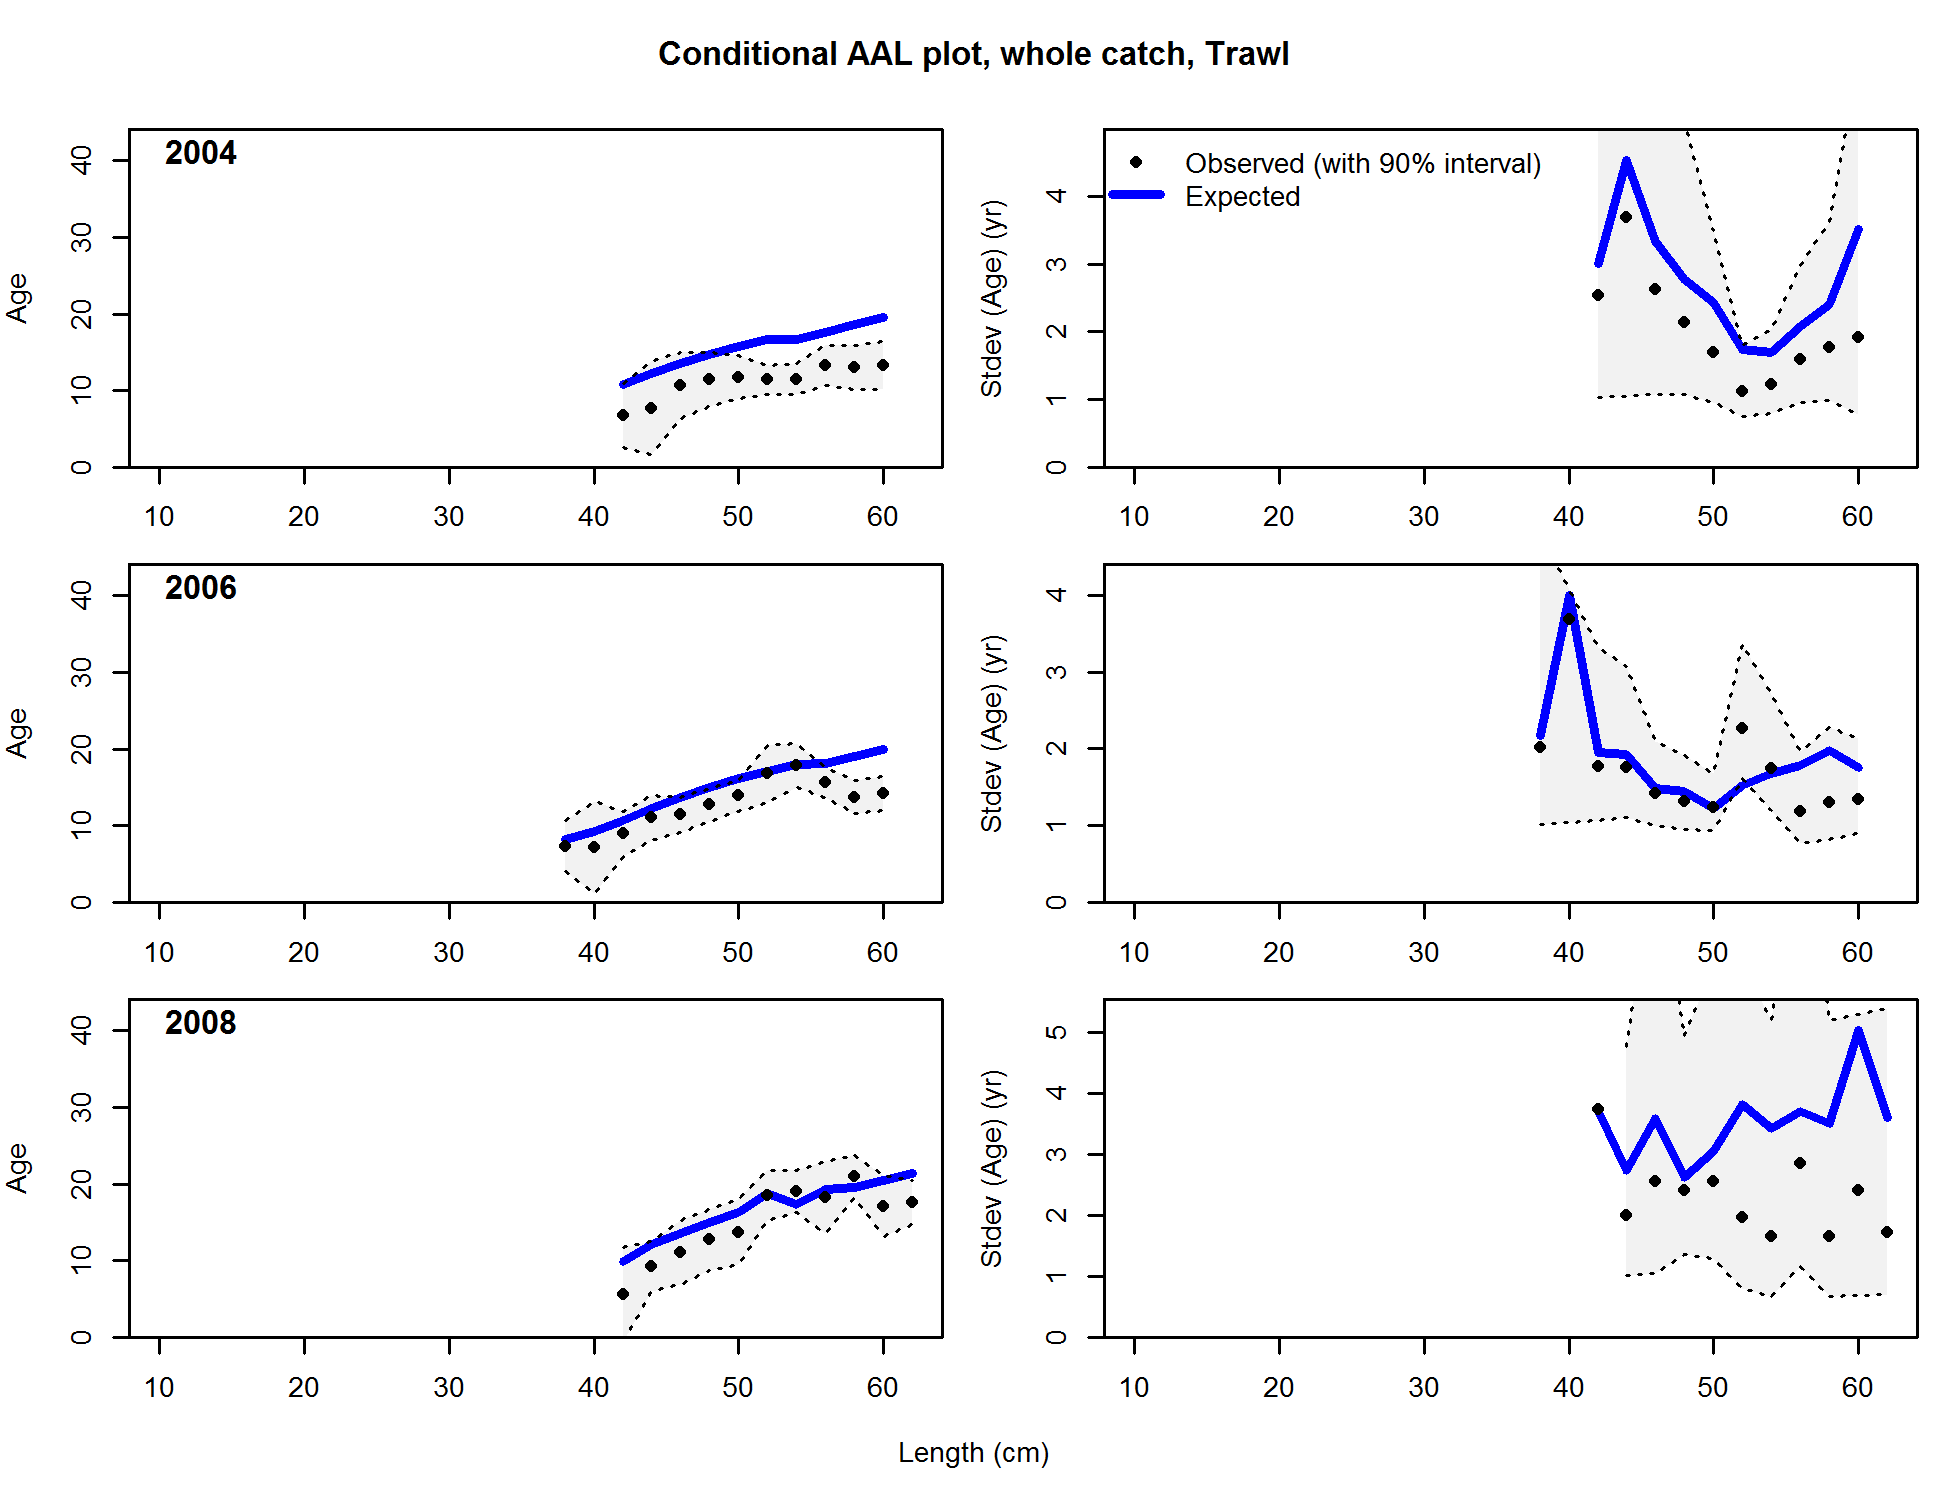 Conditional AAL plot, whole catch, Trawl
2004
Age
0 10 20 30 40
10 20 30 40 50 60
Observed (with 90% interval)
Expected
Stdev (Age) (yr)
0 1 2 3 4
10 20 30 40 50 60
2006
Age
0 10 20 30 40
10 20 30 40 50 60
Stdev (Age) (yr)
0 1 2 3 4
10 20 30 40 50 60
2008
Age
0 10 20 30 40
10 20 30 40 50 60
Stdev (Age) (yr)
0 1 2 3 4 5
10 20 30 40 50 60
Length (cm)